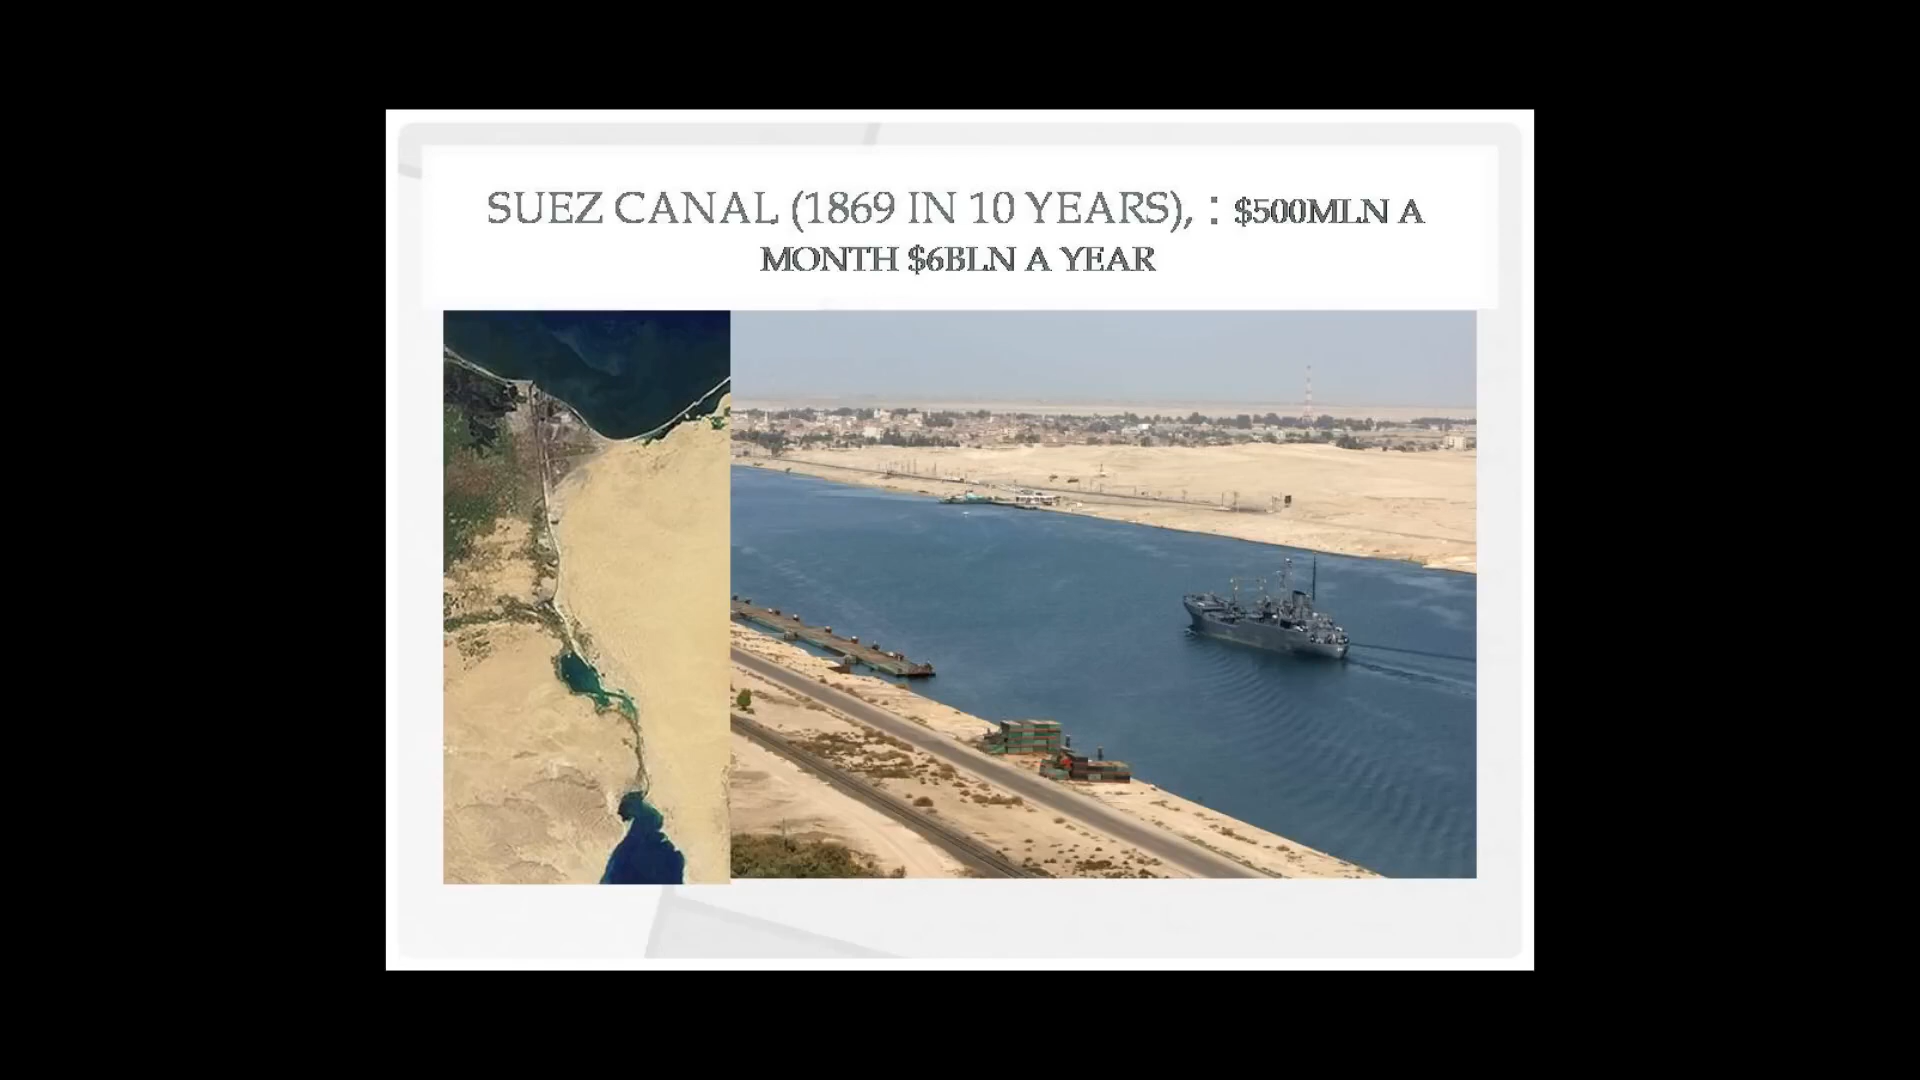 SUEZ CANAL (1869 IN 10 YEARS), : $500MLN A
MONTH $6BLN A YEAR